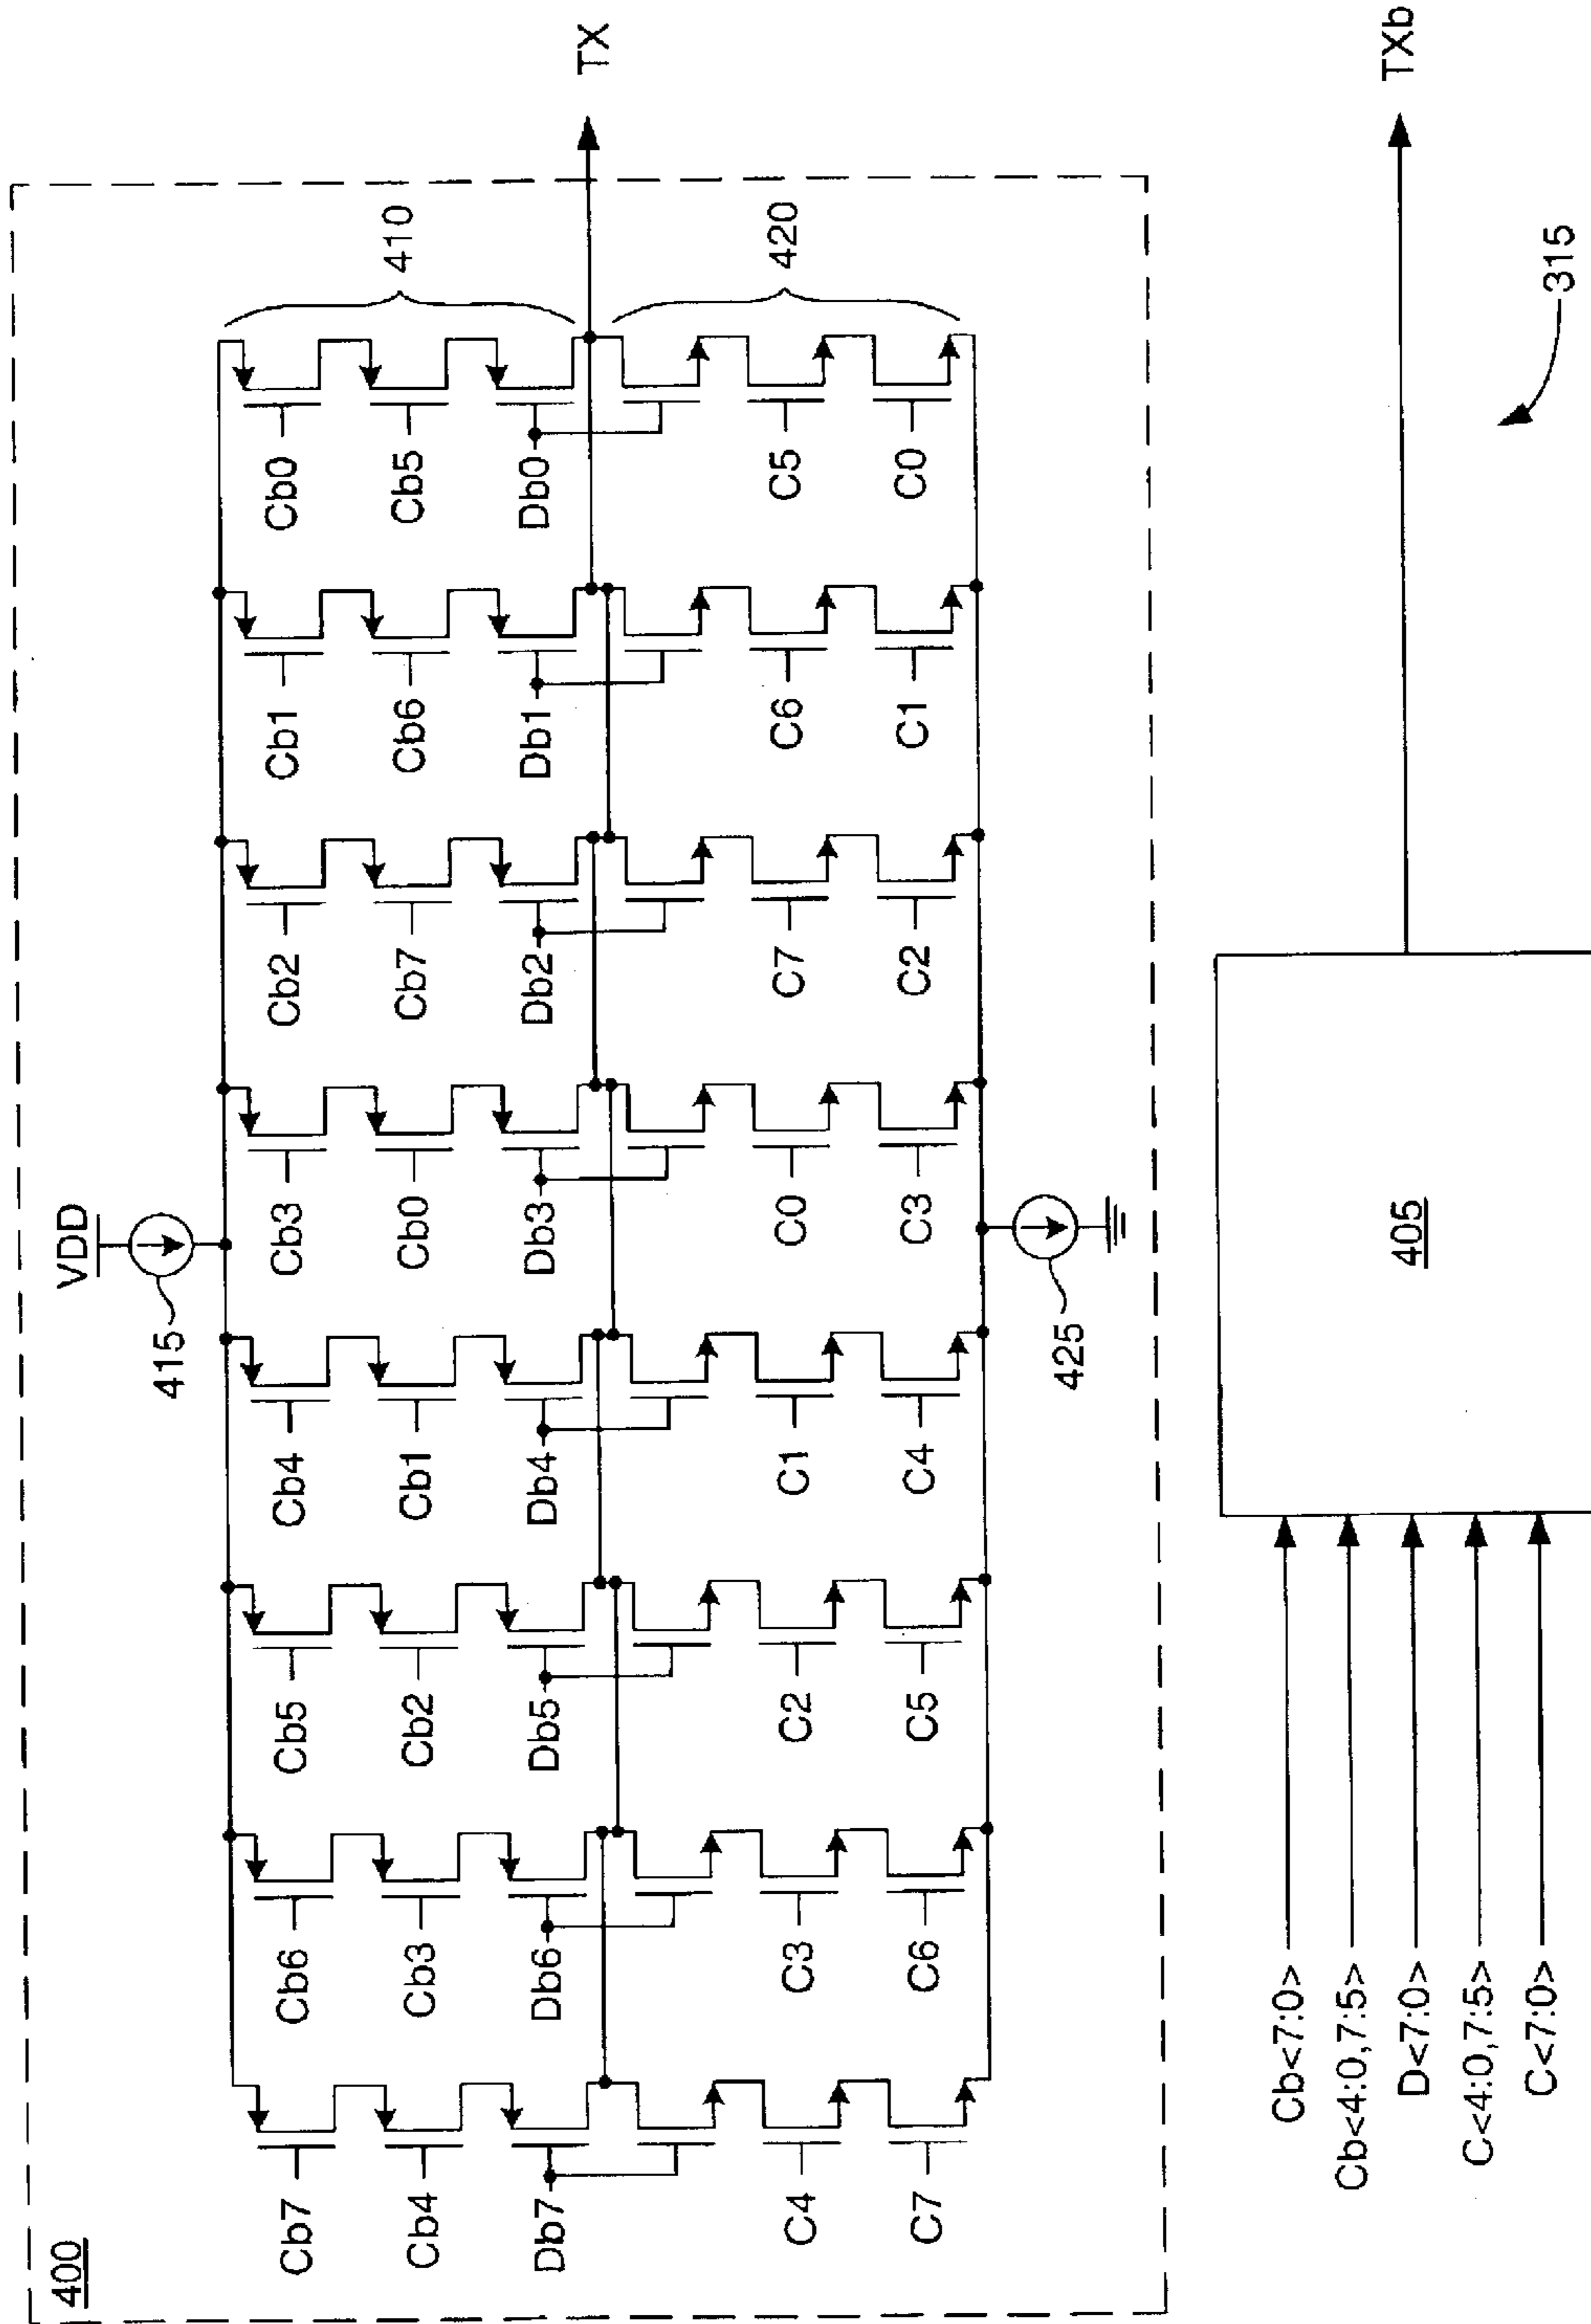 400
VDD
415
Cb7 Cb6 Cb5 Cb4 Cb3 Cb2 Cb1 Cb0
Cb4 Cb3 Cb2 Cb1 Cb0 Cb7 Cb6 Cb5
410
Db7 Db6 Db5 Db4 Db3 Db2 Db1 Db0
TX
C4 C3 C2 C1 C0 C7 C6 C5
420
C7 C6 C5 C4 C3 C2 C1 C0
425
Cb<7:0>
Cb<4:0,7:5>
D<7:0>
C<4:0,7:5>
C<7:0>
405
TXb
315